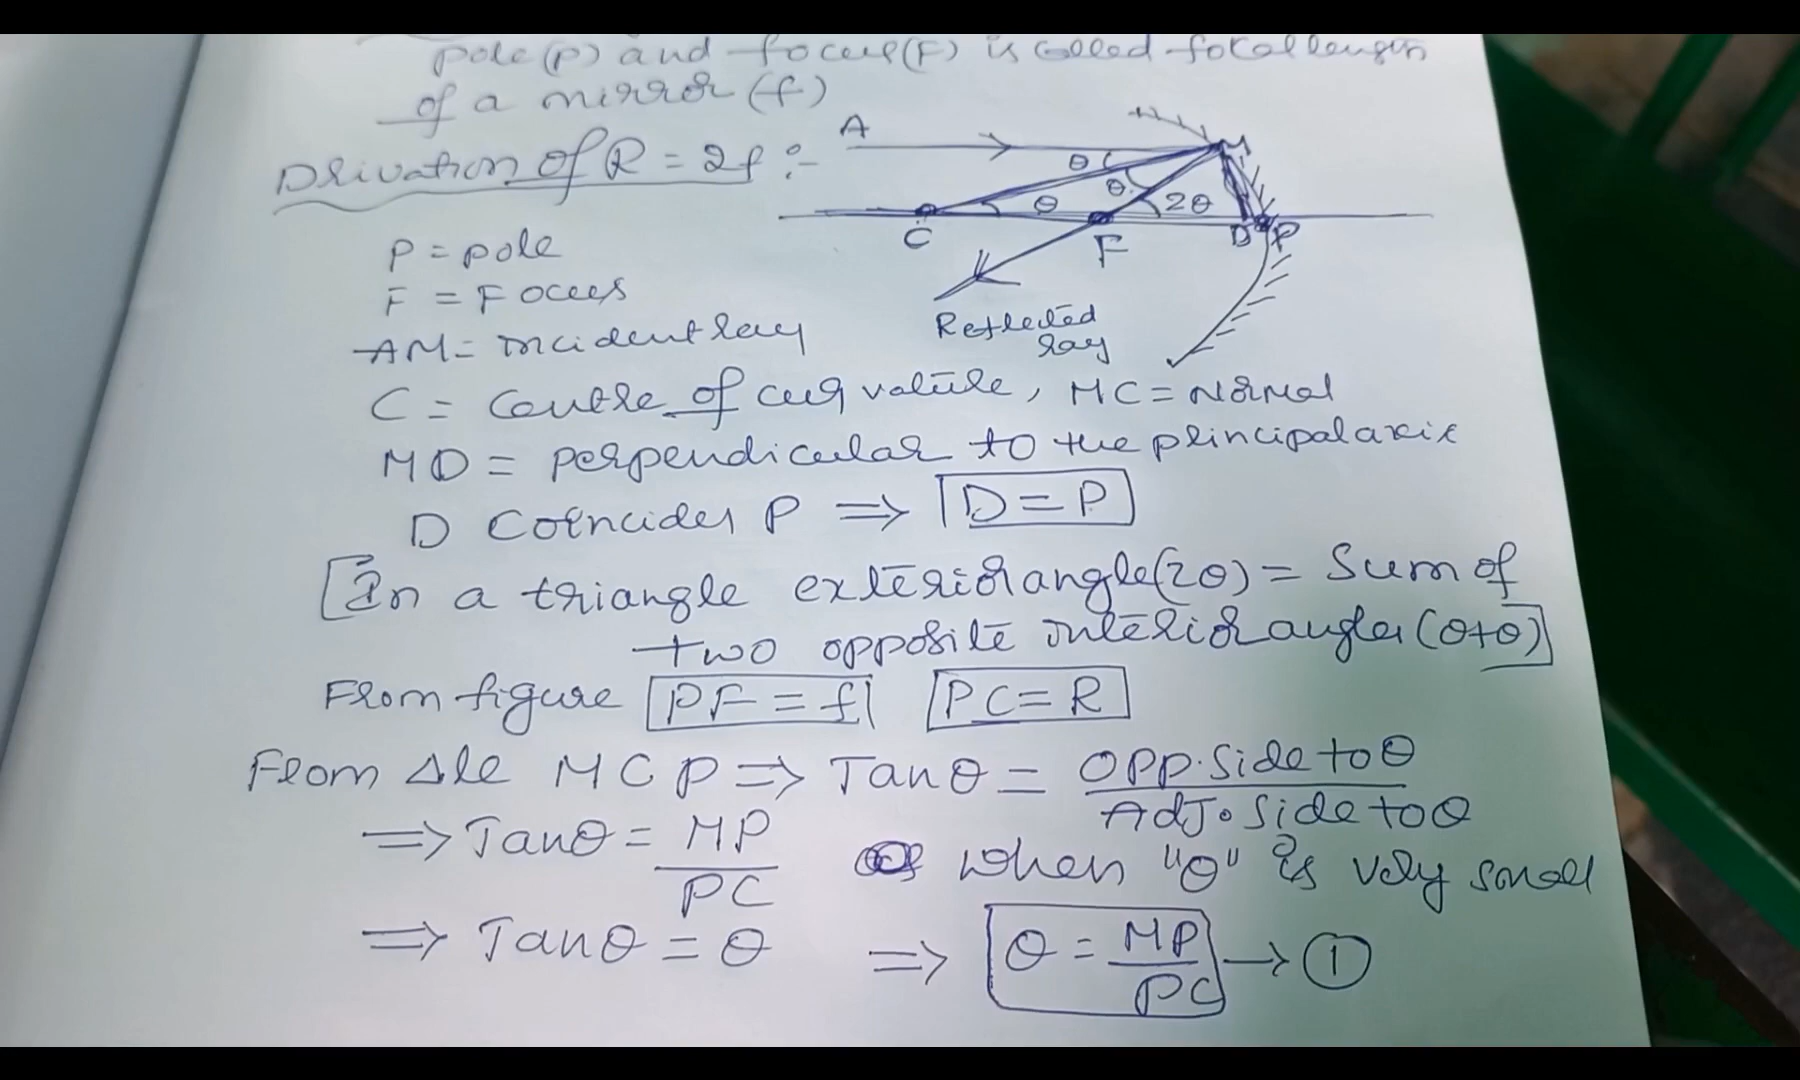 pole(P) and focus(F) is called focal length
of a mirror (f)
Drivation of R = 2f :-
A
M
θ
θ
θ
2θ
C
F
D
P
Reflected
ray
P = pole
F = Focus
AM = incident ray
C = Centre of curvature, MC = Normal
MD = perpendicular to the principal axis
D Coincides P ⇒ D = P
[In a triangle exterior angle(2θ) = Sum of
two opposite interior angles (θ+θ)]
From figure PF = f PC = R
From Δle MCP ⇒ Tanθ = Opp. Side to θ
Adj. Side to θ
⇒ Tanθ = MP
PC
when "θ" is very small
⇒ Tanθ = θ ⇒ θ = MP → ①
PC